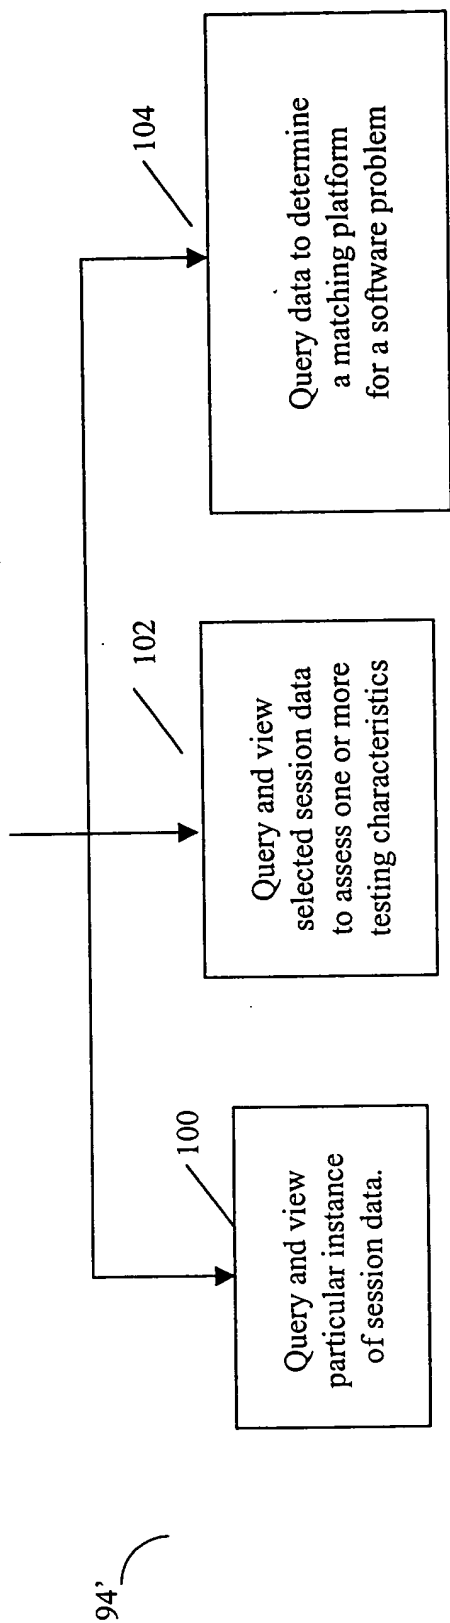 94'
100
Query and view
particular instance
of session data.
102
Query and view
selected session data
to assess one or more
testing characteristics
104
Query data to determine
a matching platform
for a software problem